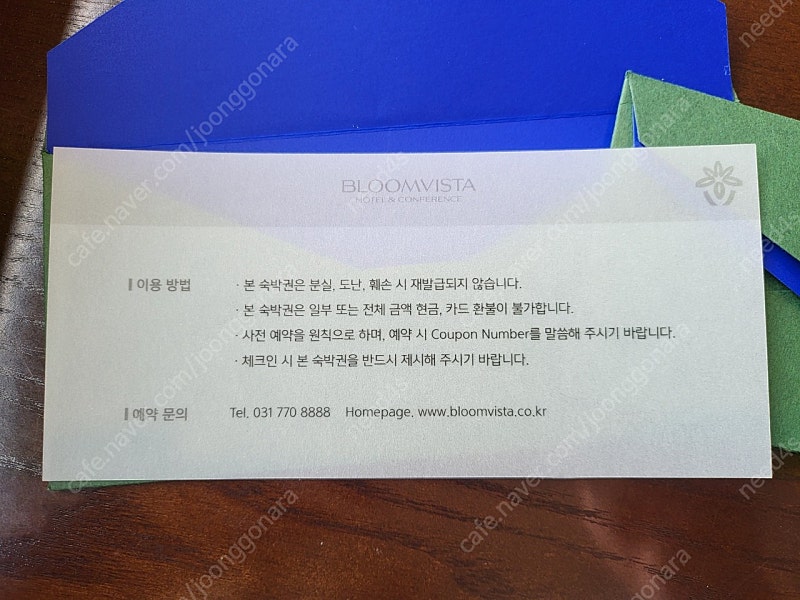 BLOOMVISTA
HOTEL & CONFERENCE
이용 방법
· 본 숙박권은 분실, 도난, 훼손 시 재발급되지 않습니다.
· 본 숙박권은 일부 또는 전체 금액 현금, 카드 환불이 불가합니다.
· 사전 예약을 원칙으로 하며, 예약 시 Coupon Number를 말씀해 주시기 바랍니다.
· 체크인 시 본 숙박권을 반드시 제시해 주시기 바랍니다.
예약 문의
Tel. 031 770 8888 Homepage. www.bloomvista.co.kr
cafe.naver.com/joonggonara
need4s